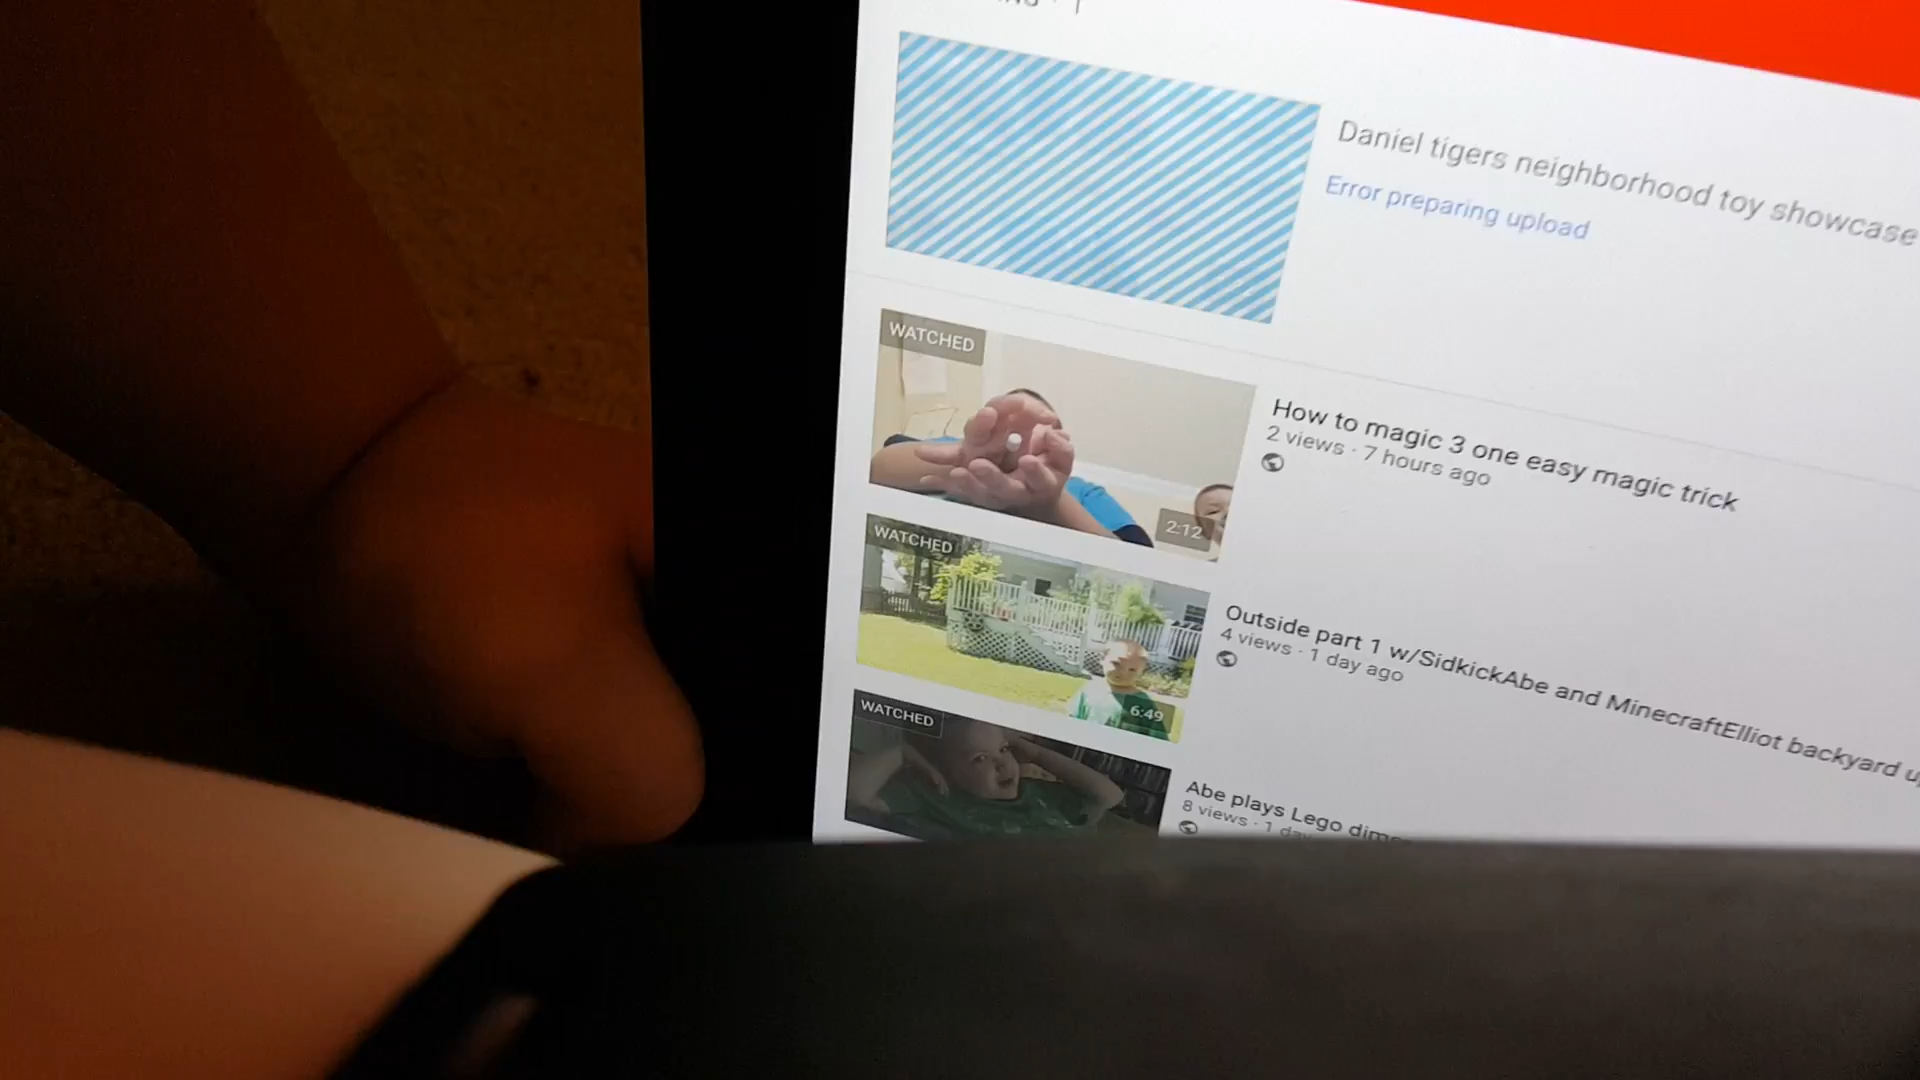 Daniel tigers neighborhood toy showcase
Error preparing upload
WATCHED
How to magic 3 one easy magic trick
2 views · 7 hours ago
2:12
WATCHED
Outside part 1 w/SidkickAbe and MinecraftElliot backyard
4 views · 1 day ago
6:49
WATCHED
Abe plays Lego
8 views · 1